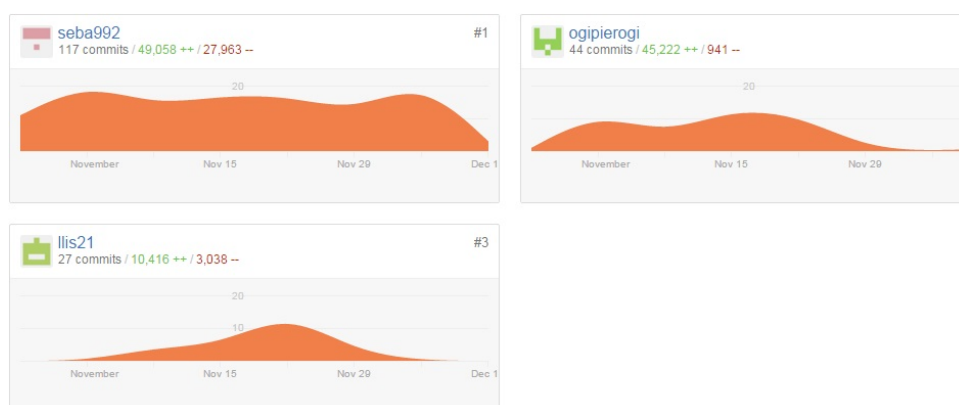 seba992 #1
117 commits / 49,058 ++ / 27,963 --
20
November Nov 15 Nov 29 Dec 1
ogipierogi
44 commits / 45,222 ++ / 941 --
20
November Nov 15 Nov 29
llis21 #3
27 commits / 10,416 ++ / 3,038 --
20
10
November Nov 15 Nov 29 Dec 1